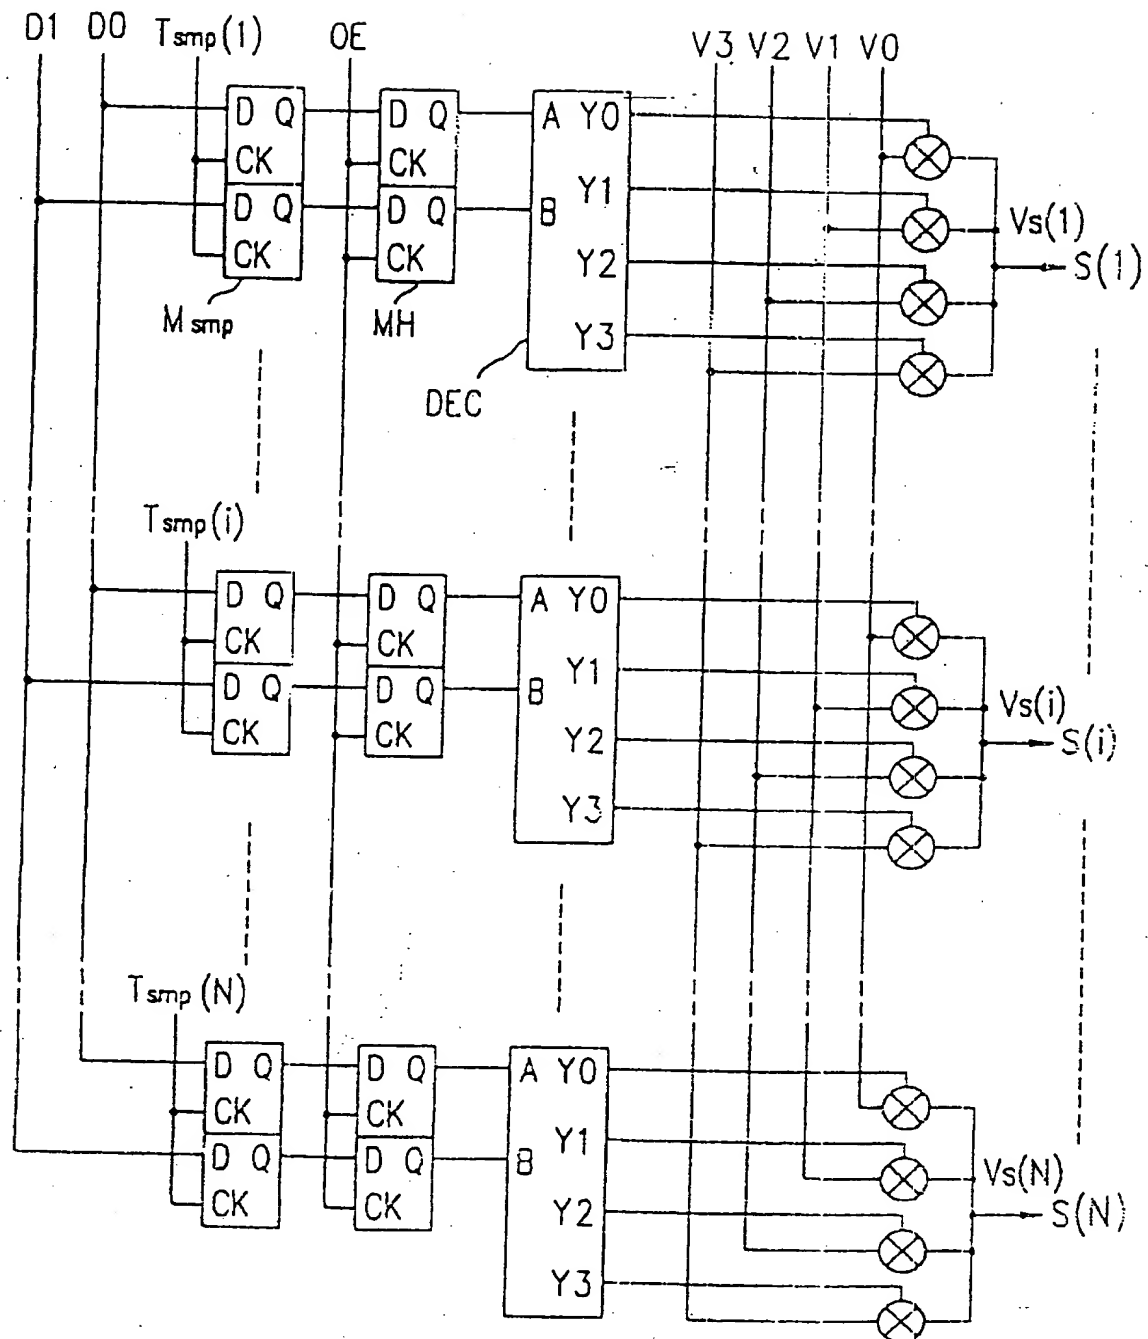 D1 D0 Tsmp(1) OE V3 V2 V1 V0
D Q D Q A Y0
CK CK
D Q D Q B Y1
CK CK
Vs(1)
Y2 S(1)
Msmp MH
Y3
DEC
Tsmp(i)
D Q D Q A Y0
CK CK
D Q D Q B Y1
CK CK
Vs(i)
Y2 S(i)
Y3
Tsmp(N)
D Q D Q A Y0
CK CK
D Q D Q B Y1
CK CK
Vs(N)
Y2 S(N)
Y3